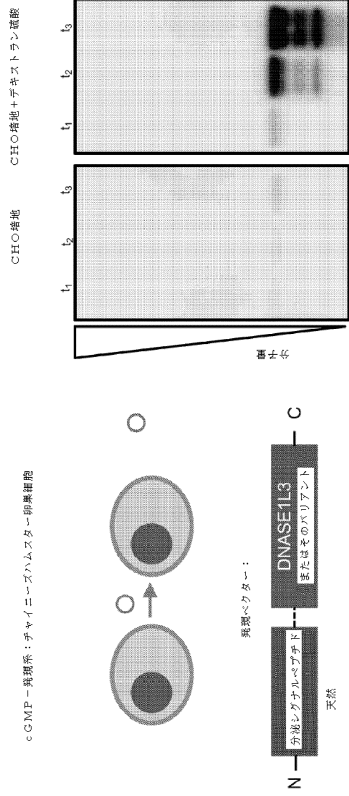 cGMP-発現系：チャイニーズハムスター卵巣細胞
発現ベクター：
N
分泌シグナルペプチド
DNASE1L3
またはそのバリアント
C
天然
分子量
CHO培地
t1
t2
t3
CHO培地+デキストラン硫酸
t1
t2
t3